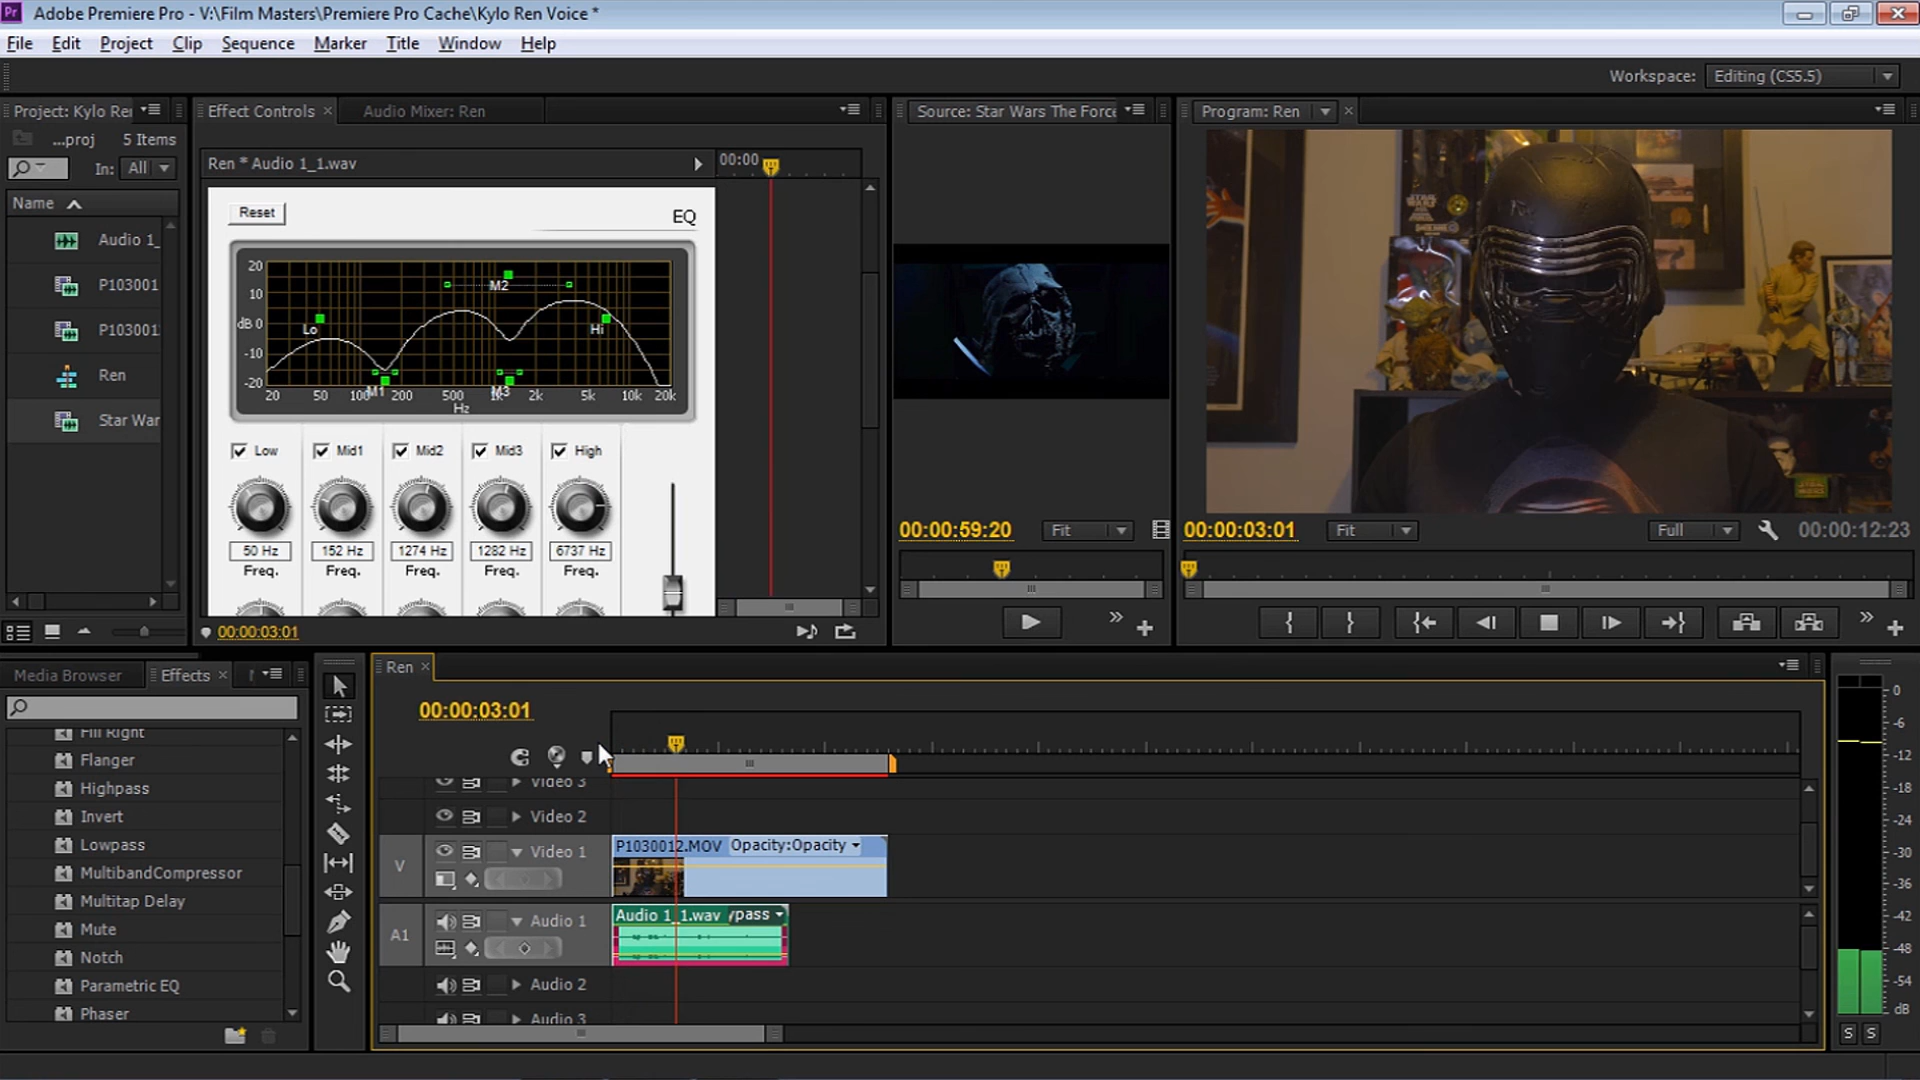 Pr Adobe Premiere Pro - V:\Film Masters\Premiere Pro Cache\Kylo Ren Voice *
File Edit Project Clip Sequence Marker Title Window Help
Workspace: Editing (CS5.5)
Project: Kylo Rer
...proj 5 Items
In: All
Name
Audio 1_
P103001
P103001
Ren
Star War
Effect Controls × Audio Mixer: Ren
Ren * Audio 1_1.wav
00:00
Reset
EQ
20
10
dB 0
-10
-20
Lo
M2
Hi
M1
M3
20 50 100 200 500 1k 2k 5k 10k 20k
Hz
Low Mid1 Mid2 Mid3 High
50 Hz 152 Hz 1274 Hz 1282 Hz 6737 Hz
Freq. Freq. Freq. Freq. Freq.
00:00:03:01
Source: Star Wars The Force
00:00:59:20 Fit
Program: Ren ×
STAR WARS
00:00:03:01 Fit Full 00:00:12:23
Media Browser Effects ×
Fill Right
Flanger
Highpass
Invert
Lowpass
MultibandCompressor
Multitap Delay
Mute
Notch
Parametric EQ
Phaser
Ren ×
00:00:03:01
Video 3
Video 2
V Video 1
P1030012.MOV Opacity:Opacity
A1 Audio 1
Audio 1_1.wav ypass
Audio 2
Audio 3
0
-6
-12
-18
-24
-30
-36
-42
-48
-54
dB
S S